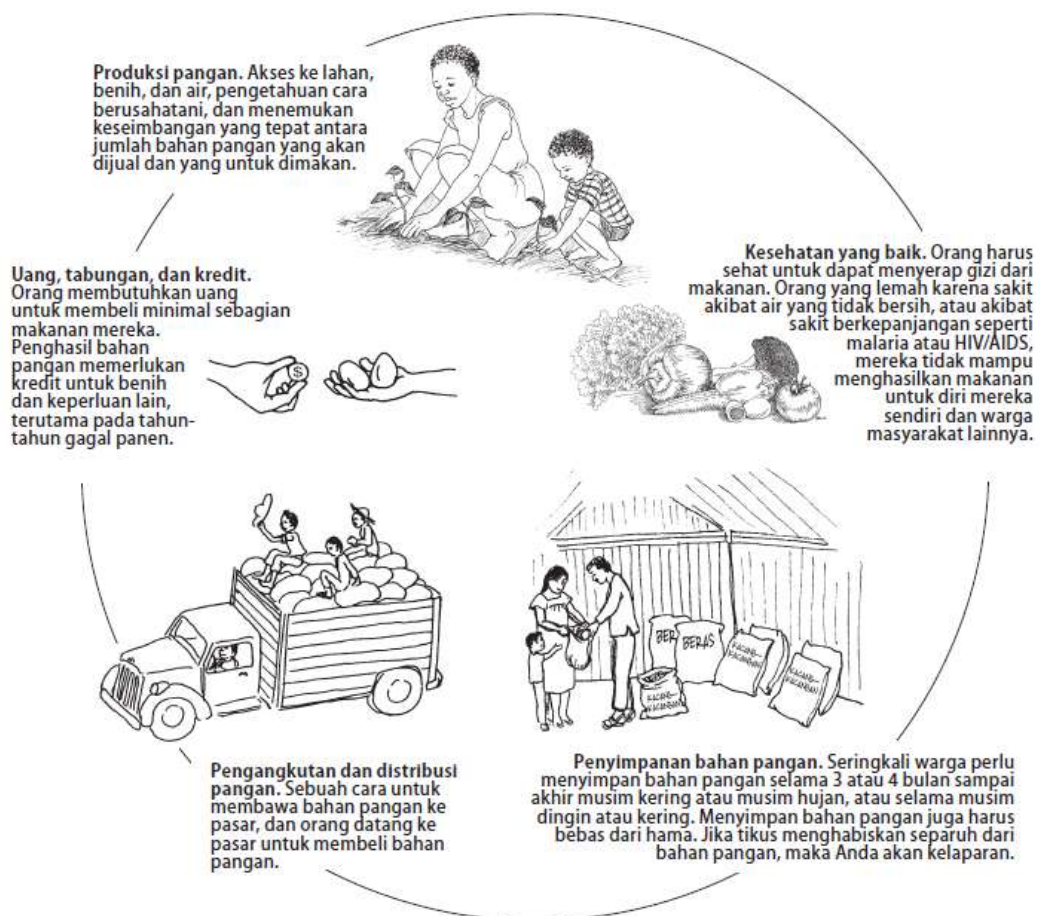 Produksi pangan. Akses ke lahan,
benih, dan air, pengetahuan cara
berusahatani, dan menemukan
keseimbangan yang tepat antara
jumlah bahan pangan yang akan
dijual dan yang untuk dimakan.
Kesehatan yang baik. Orang harus
sehat untuk dapat menyerap gizi dari
makanan. Orang yang lemah karena sakit
akibat air yang tidak bersih, atau akibat
sakit berkepanjangan seperti
malaria atau HIV/AIDS,
mereka tidak mampu
menghasilkan makanan
untuk diri mereka
sendiri dan warga
masyarakat lainnya.
Uang, tabungan, dan kredit.
Orang membutuhkan uang
untuk membeli minimal sebagian
makanan mereka.
Penghasil bahan
pangan memerlukan
kredit untuk benih
dan keperluan lain,
terutama pada tahun-
tahun gagal panen.
$
BER
BERAS
KACANG-
KACANGAN
KACANG-
KACANGAN
KACANG-
KACANGAN
Pengangkutan dan distribusi
pangan. Sebuah cara untuk
membawa bahan pangan ke
pasar, dan orang datang ke
pasar untuk membeli bahan
pangan.
Penyimpanan bahan pangan. Seringkali warga perlu
menyimpan bahan pangan selama 3 atau 4 bulan sampai
akhir musim kering atau musim hujan, atau selama musim
dingin atau kering. Menyimpan bahan pangan juga harus
bebas dari hama. Jika tikus menghabiskan separuh dari
bahan pangan, maka Anda akan kelaparan.